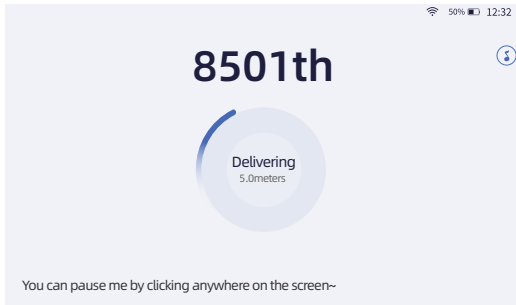 50% 12:32
8501th
Delivering
5.0meters
You can pause me by clicking anywhere on the screen~